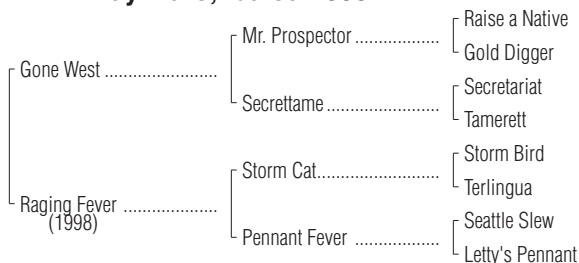 Raise a Native
Mr. Prospector ...................
Gold Digger
Gone West .........................
Secretariat
Secrettame .........................
Tamerett
Storm Bird
Storm Cat...........................
Terlingua
Raging Fever .....................
(1998)
Seattle Slew
Pennant Fever ..................
Letty's Pennant